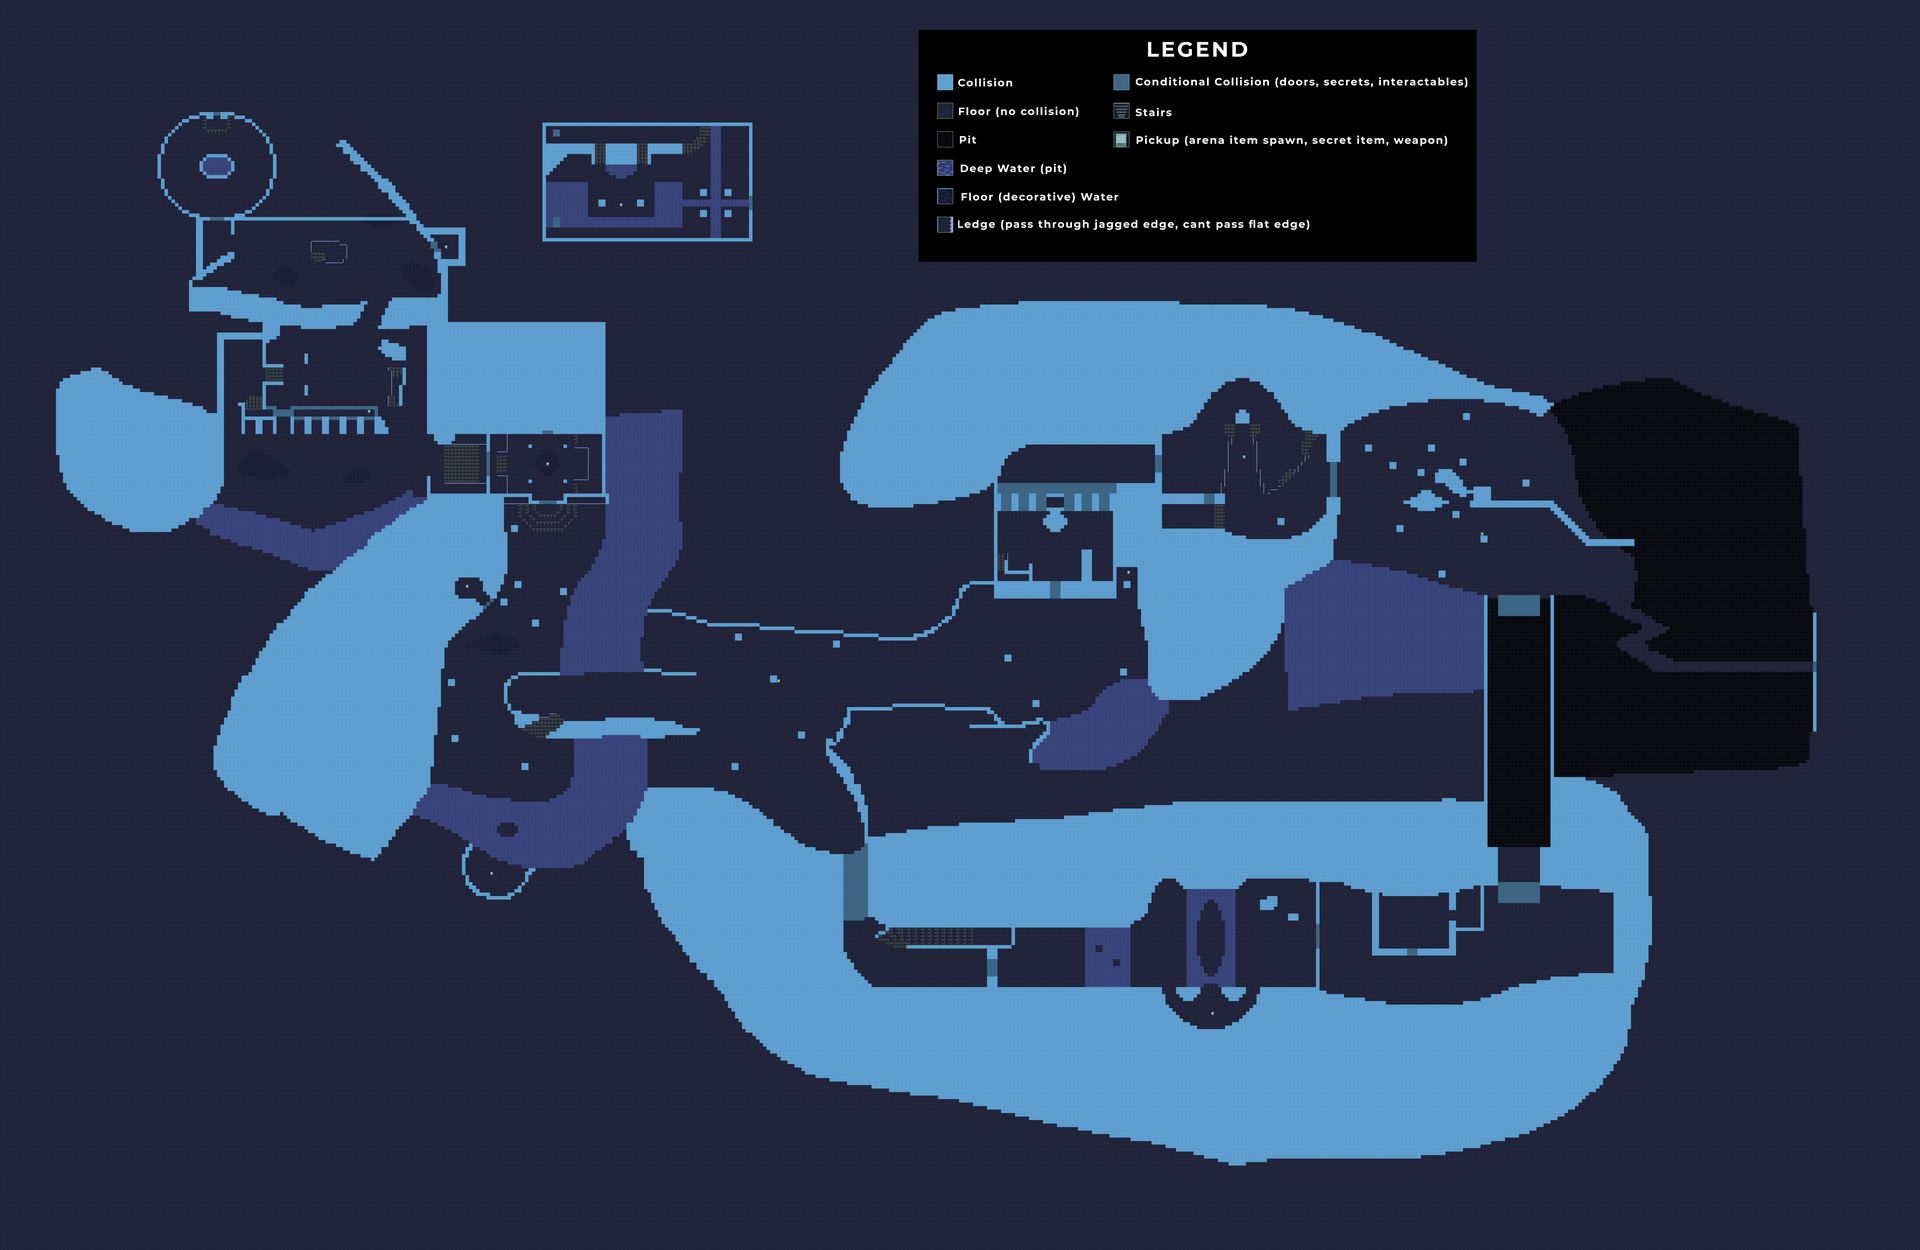 LEGEND
Collision
Floor (no collision)
Pit
Deep Water (pit)
Floor (decorative) Water
Ledge (pass through jagged edge, cant pass flat edge)
Conditional Collision (doors, secrets, interactables)
Stairs
Pickup (arena item spawn, secret item, weapon)